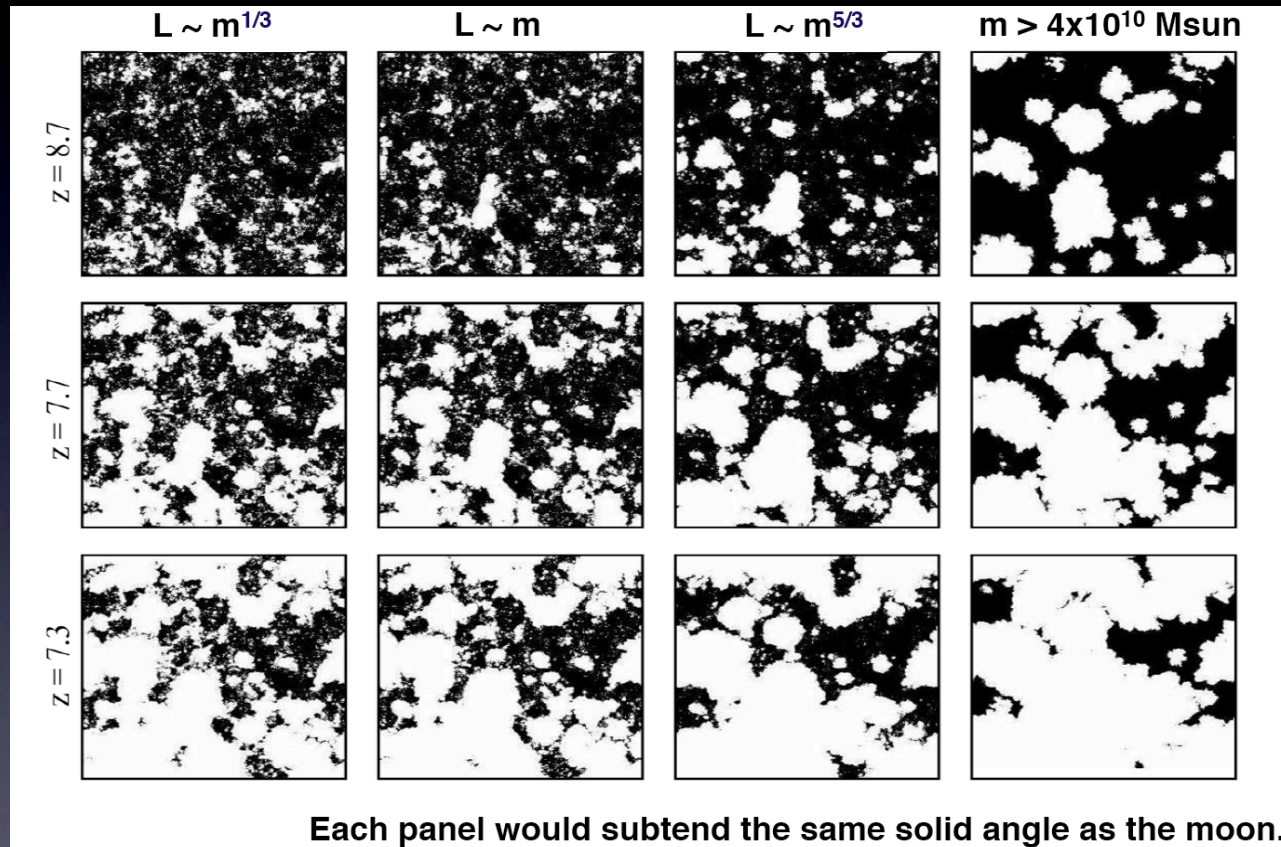 L ~ m1/3 L ~ m L ~ m5/3 m > 4x1010 Msun
z = 8.7
z = 7.7
z = 7.3
Each panel would subtend the same solid angle as the moon.